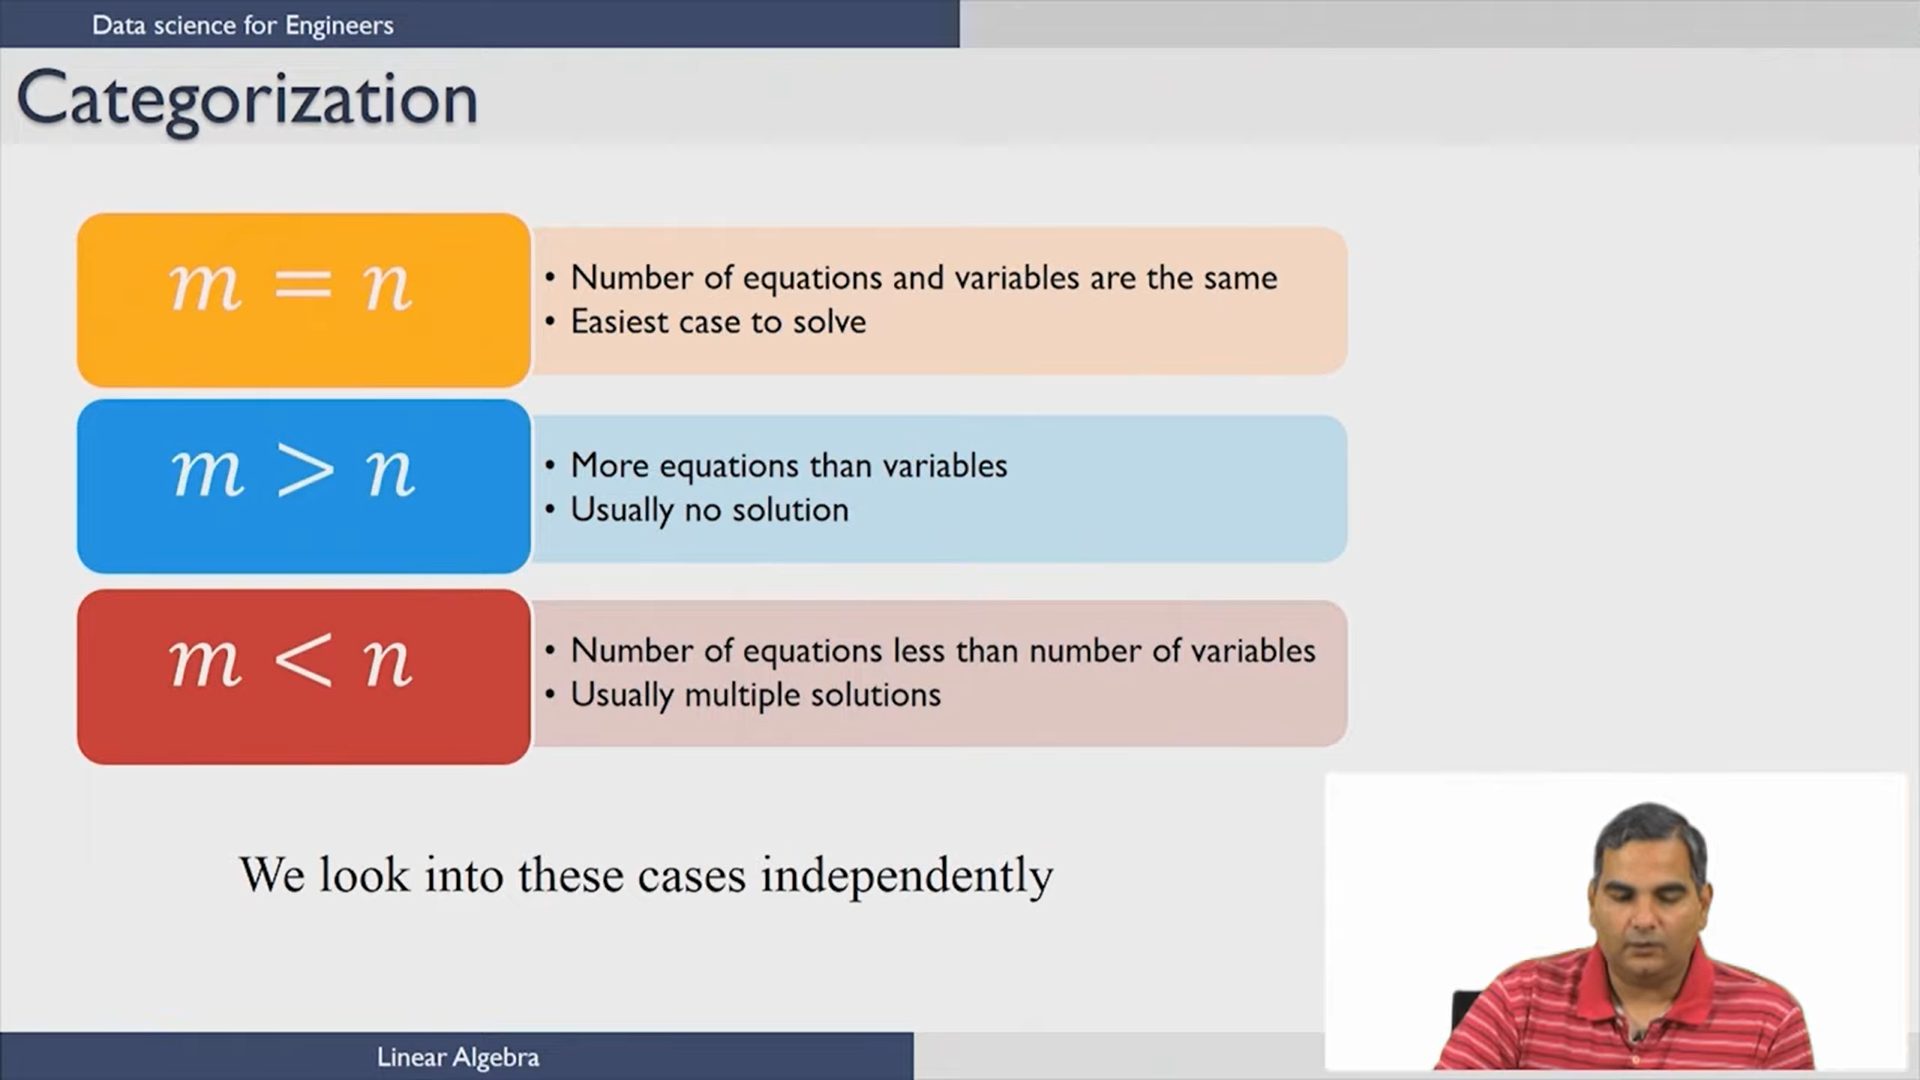 Data science for Engineers
Categorization
m = n
• Number of equations and variables are the same
• Easiest case to solve
m > n
• More equations than variables
• Usually no solution
m < n
• Number of equations less than number of variables
• Usually multiple solutions
We look into these cases independently
Linear Algebra